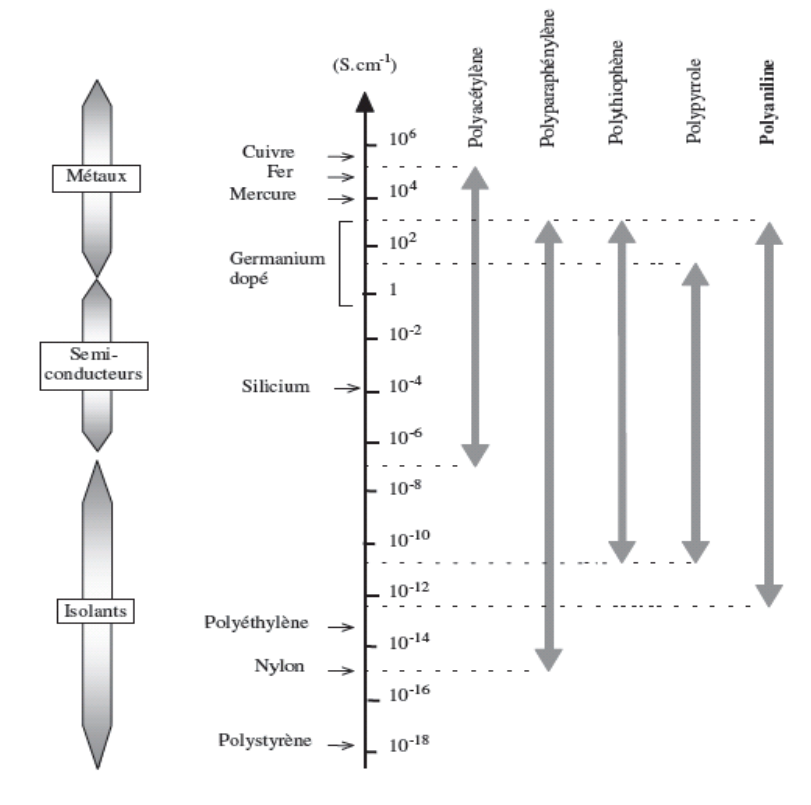 (S.cm⁻¹)
Polyacétylène
Polyparaphénylène
Polythiophène
Polypyrrole
Polyaniline
Métaux
Semi-
conducteurs
Isolants
Cuivre
Fer
Mercure
Germanium
dopé
Silicium
Polyéthylène
Nylon
Polystyrène
10⁶
10⁴
10²
1
10⁻²
10⁻⁴
10⁻⁶
10⁻⁸
10⁻¹⁰
10⁻¹²
10⁻¹⁴
10⁻¹⁶
10⁻¹⁸